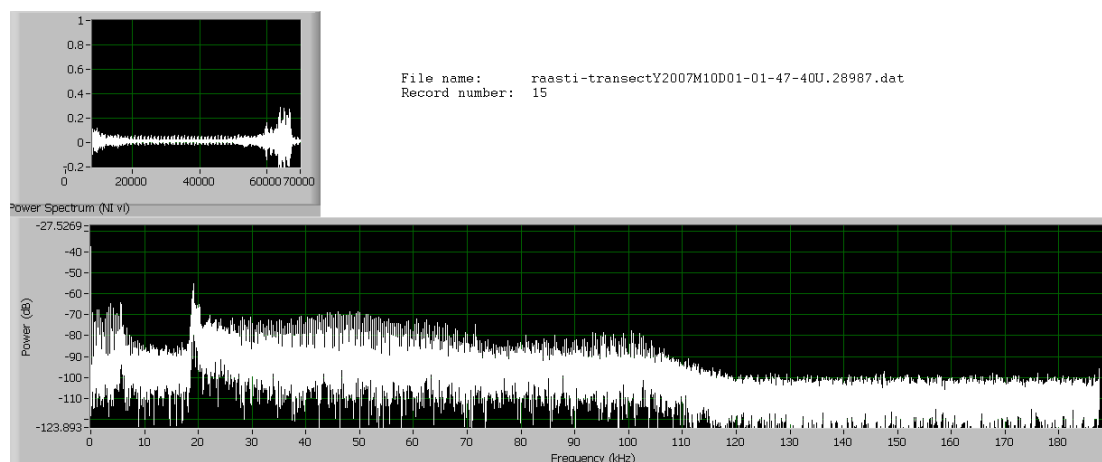 1
0.8
0.6
0.4
0.2
0
-0.2
0 20000 40000 60000 70000
File name: raasti-transectY2007M10D01-01-47-40U.28987.dat
Record number: 15
Power Spectrum (NI vi)
-27.5269
-40
-50
-60
-70
-80
-90
-100
-110
-123.893
Power (dB)
0 10 20 30 40 50 60 70 80 90 100 110 120 130 140 150 160 170 180
Frequency (kHz)